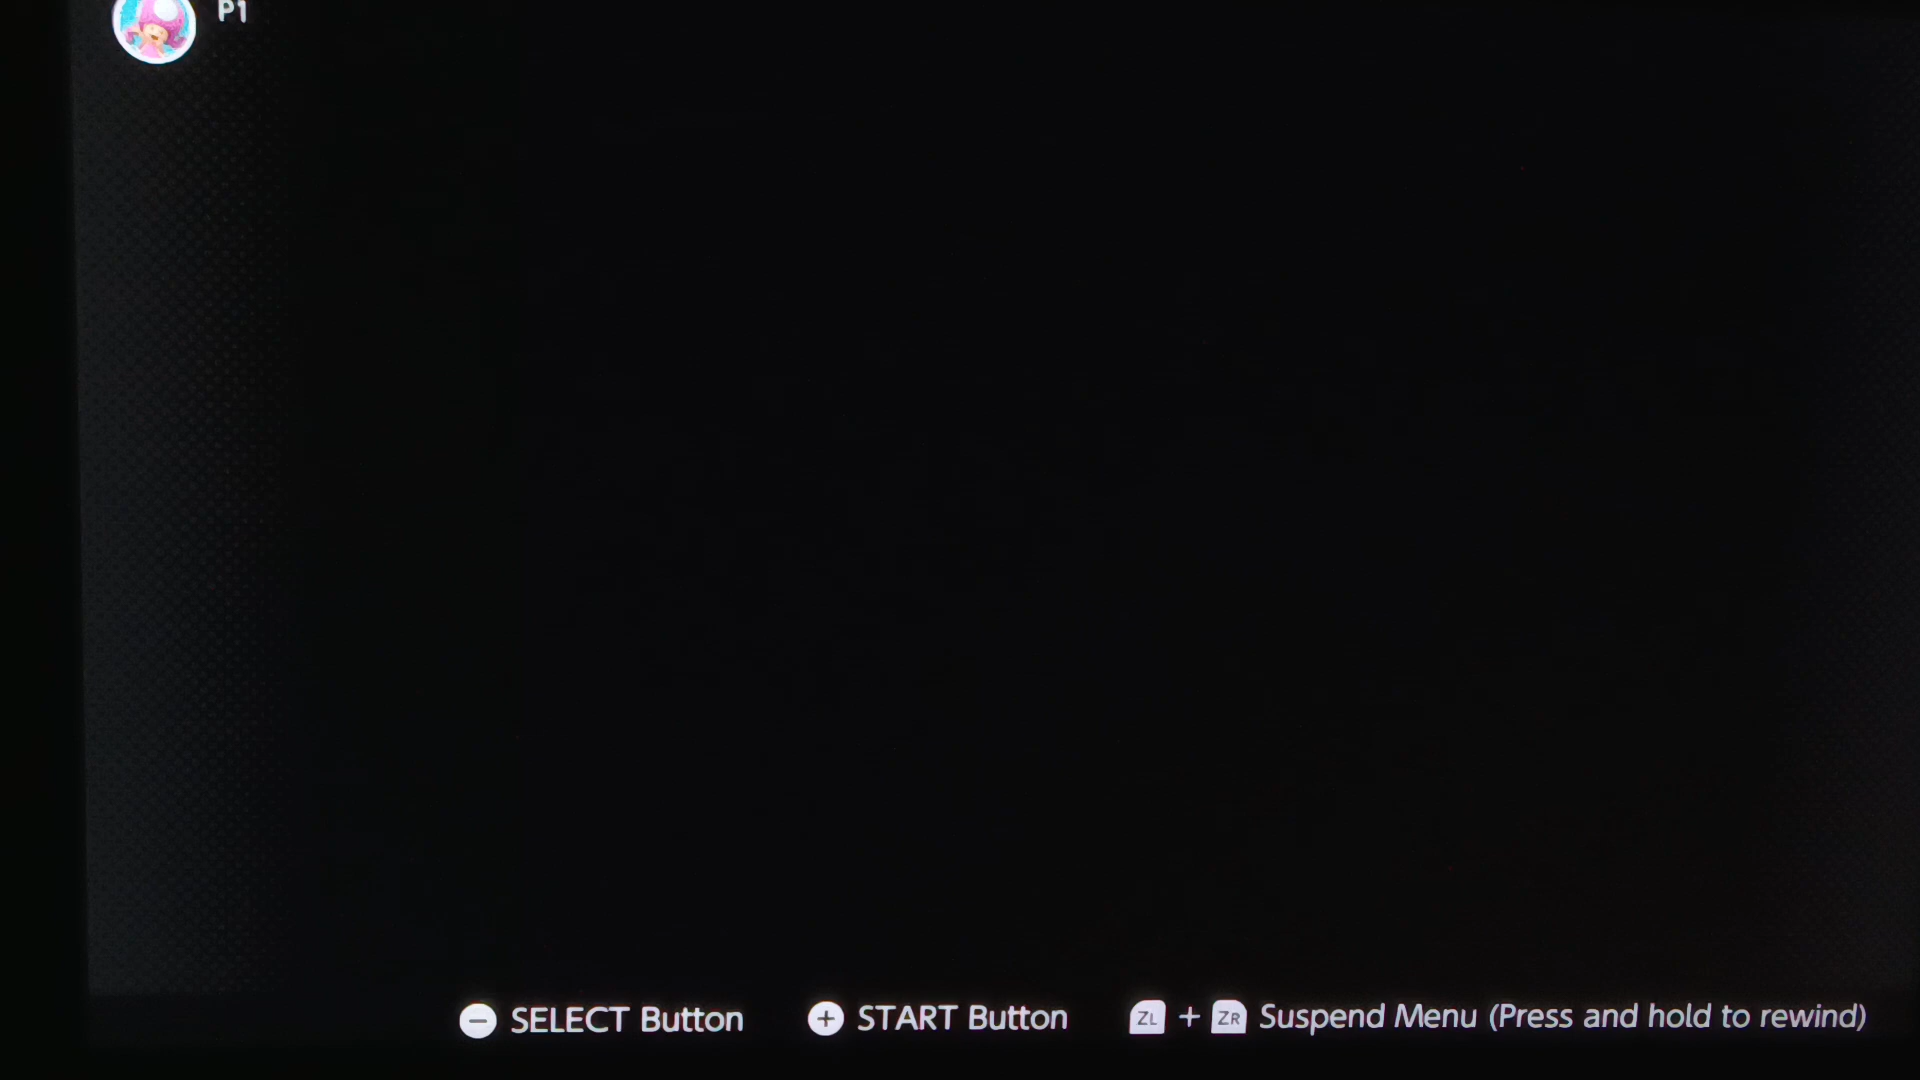 P1
− SELECT Button + START Button ZL + ZR Suspend Menu (Press and hold to rewind)